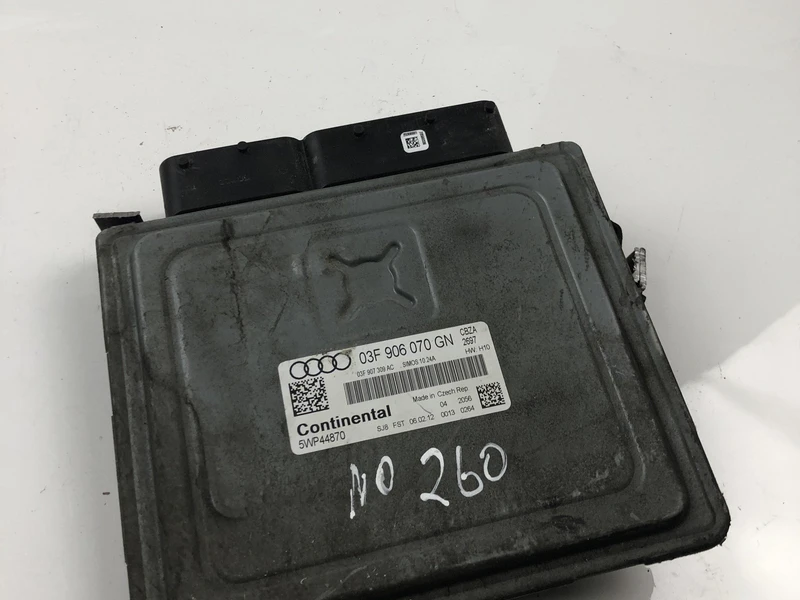 03F 906 070 GN CBZA
2697
03F 907 309 AC SIMOS 10 24A HW: H10
Continental Made in Czech Rep
5WP44870 04 2056
SJ8 FST 06.02.12 0013 0264
NO 260